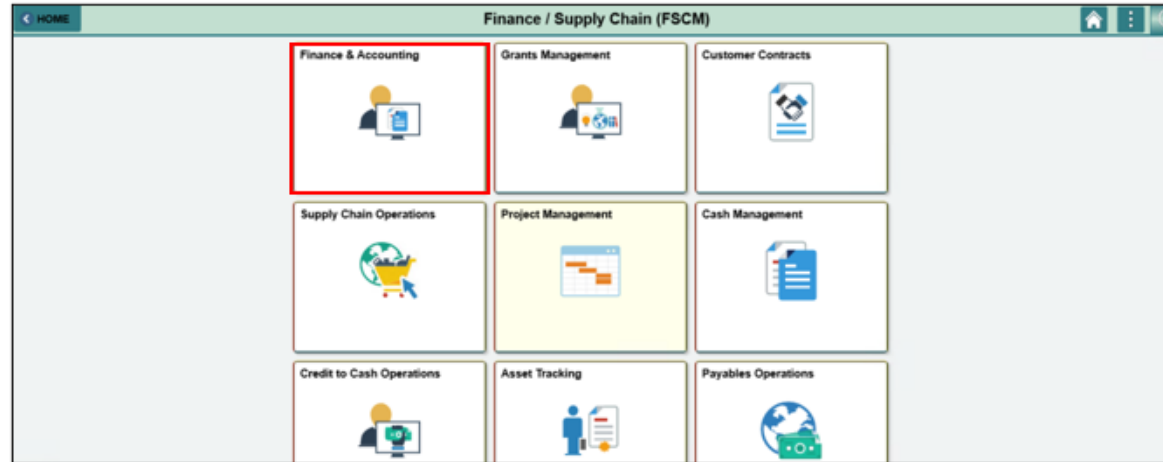 HOME
Finance / Supply Chain (FSCM)
Finance & Accounting
Grants Management
Customer Contracts
Supply Chain Operations
Project Management
Cash Management
Credit to Cash Operations
Asset Tracking
Payables Operations